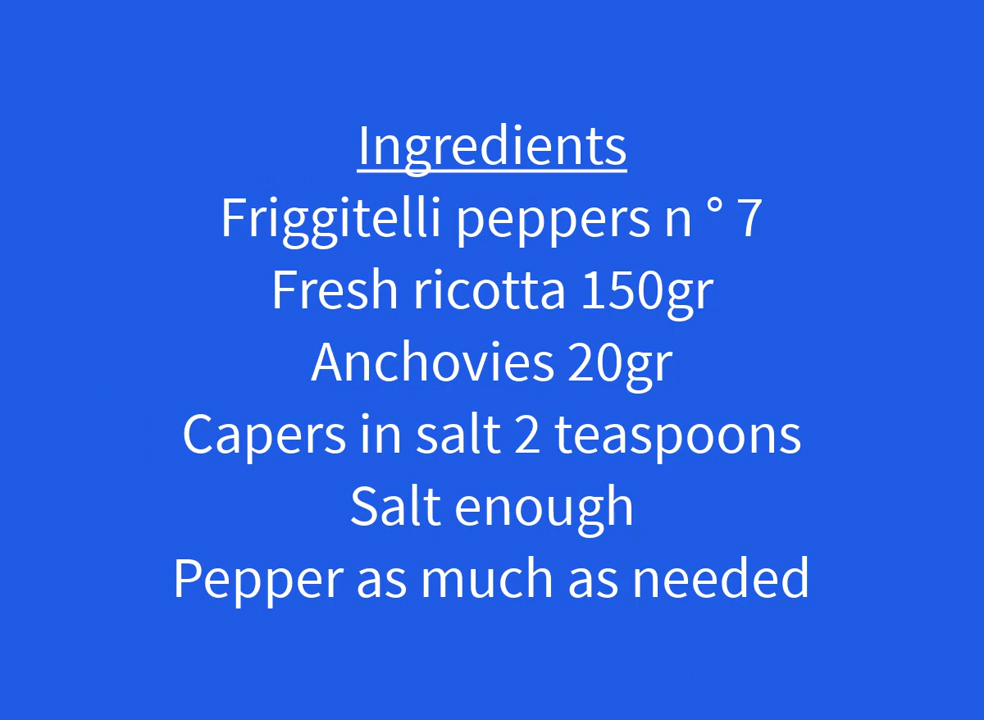 Ingredients
Friggitelli peppers n ° 7
Fresh ricotta 150gr
Anchovies 20gr
Capers in salt 2 teaspoons
Salt enough
Pepper as much as needed